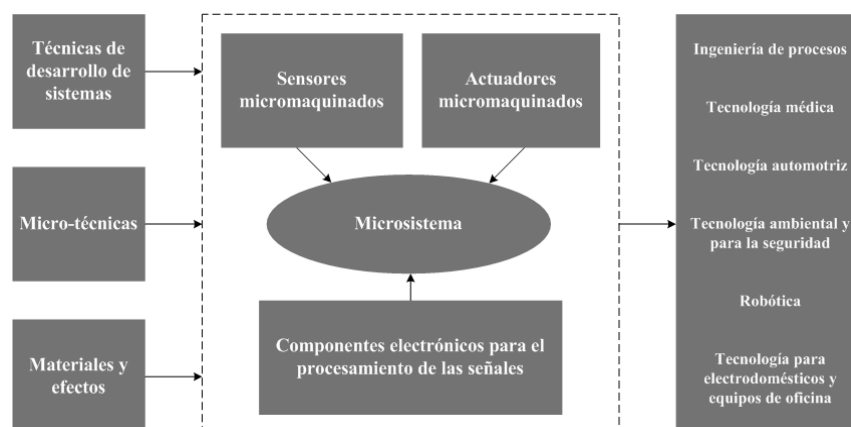 Técnicas de
desarrollo de
sistemas
Micro-técnicas
Materiales y
efectos
Sensores
micromaquinados
Actuadores
micromaquinados
Microsistema
Componentes electrónicos para el
procesamiento de las señales
Ingeniería de procesos
Tecnología médica
Tecnología automotriz
Tecnología ambiental y
para la seguridad
Robótica
Tecnología para
electrodomésticos y
equipos de oficina